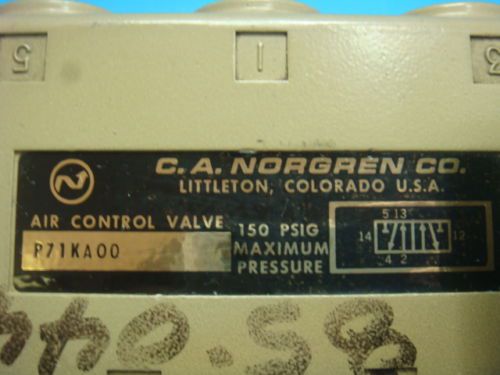 5 1 3
C.A. NORGREN CO.
LITTLETON, COLORADO U.S.A.
AIR CONTROL VALVE
P71KA00
150 PSIG
MAXIMUM
PRESSURE
5 1 3
14 12
4 2